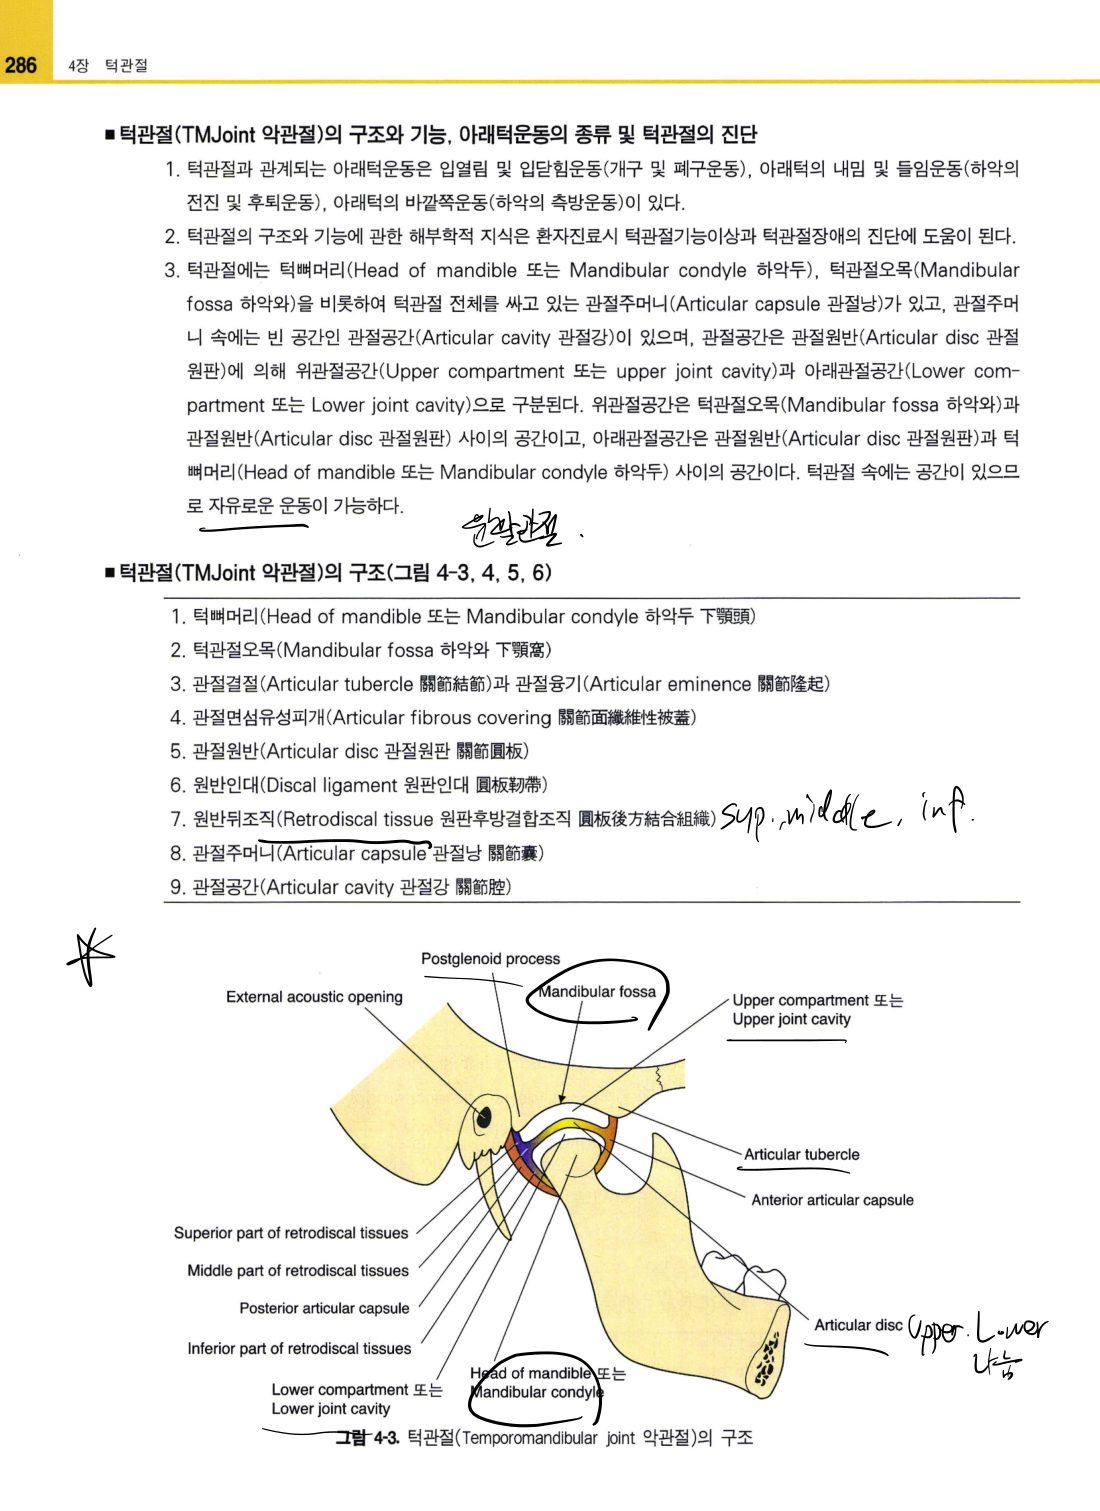 286 4장 턱관절
■ 턱관절(TMJoint 악관절)의 구조와 기능, 아래턱운동의 종류 및 턱관절의 진단
1. 턱관절과 관계되는 아래턱운동은 입열림 및 입닫힘운동(개구 및 폐구운동), 아래턱의 내밈 및 들임운동(하악의
전진 및 후퇴운동), 아래턱의 바깥쪽운동(하악의 측방운동)이 있다.
2. 턱관절의 구조와 기능에 관한 해부학적 지식은 환자진료시 턱관절기능이상과 턱관절장애의 진단에 도움이 된다.
3. 턱관절에는 턱뼈머리(Head of mandible 또는 Mandibular condyle 하악두), 턱관절오목(Mandibular
fossa 하악와)을 비롯하여 턱관절 전체를 싸고 있는 관절주머니(Articular capsule 관절낭)가 있고, 관절주머
니 속에는 빈 공간인 관절공간(Articular cavity 관절강)이 있으며, 관절공간은 관절원반(Articular disc 관절
원판)에 의해 위관절공간(Upper compartment 또는 upper joint cavity)과 아래관절공간(Lower com-
partment 또는 Lower joint cavity)으로 구분된다. 위관절공간은 턱관절오목(Mandibular fossa 하악와)과
관절원반(Articular disc 관절원판) 사이의 공간이고, 아래관절공간은 관절원반(Articular disc 관절원판)과 턱
뼈머리(Head of mandible 또는 Mandibular condyle 하악두) 사이의 공간이다. 턱관절 속에는 공간이 있으므
로 자유로운 운동이 가능하다.
윤활관절.
■ 턱관절(TMJoint 악관절)의 구조(그림 4-3, 4, 5, 6)
1. 턱뼈머리(Head of mandible 또는 Mandibular condyle 하악두 下顎頭)
2. 턱관절오목(Mandibular fossa 하악와 下顎窩)
3. 관절결절(Articular tubercle 關節結節)과 관절융기(Articular eminence 關節隆起)
4. 관절면섬유성피개(Articular fibrous covering 關節面纖維性被蓋)
5. 관절원반(Articular disc 관절원판 關節圓板)
6. 원반인대(Discal ligament 원판인대 圓板靭帶)
7. 원반뒤조직(Retrodiscal tissue 원판후방결합조직 圓板後方結合組織) sup., middle, inf.
8. 관절주머니(Articular capsule 관절낭 關節囊)
9. 관절공간(Articular cavity 관절강 關節腔)
Postglenoid process
External acoustic opening
Mandibular fossa
Upper compartment 또는
Upper joint cavity
Articular tubercle
Anterior articular capsule
Superior part of retrodiscal tissues
Middle part of retrodiscal tissues
Posterior articular capsule
Inferior part of retrodiscal tissues
Articular disc Upper. Lower
나눔
Head of mandible 또는
Mandibular condyle
Lower compartment 또는
Lower joint cavity
그림 4-3. 턱관절(Temporomandibular joint 악관절)의 구조